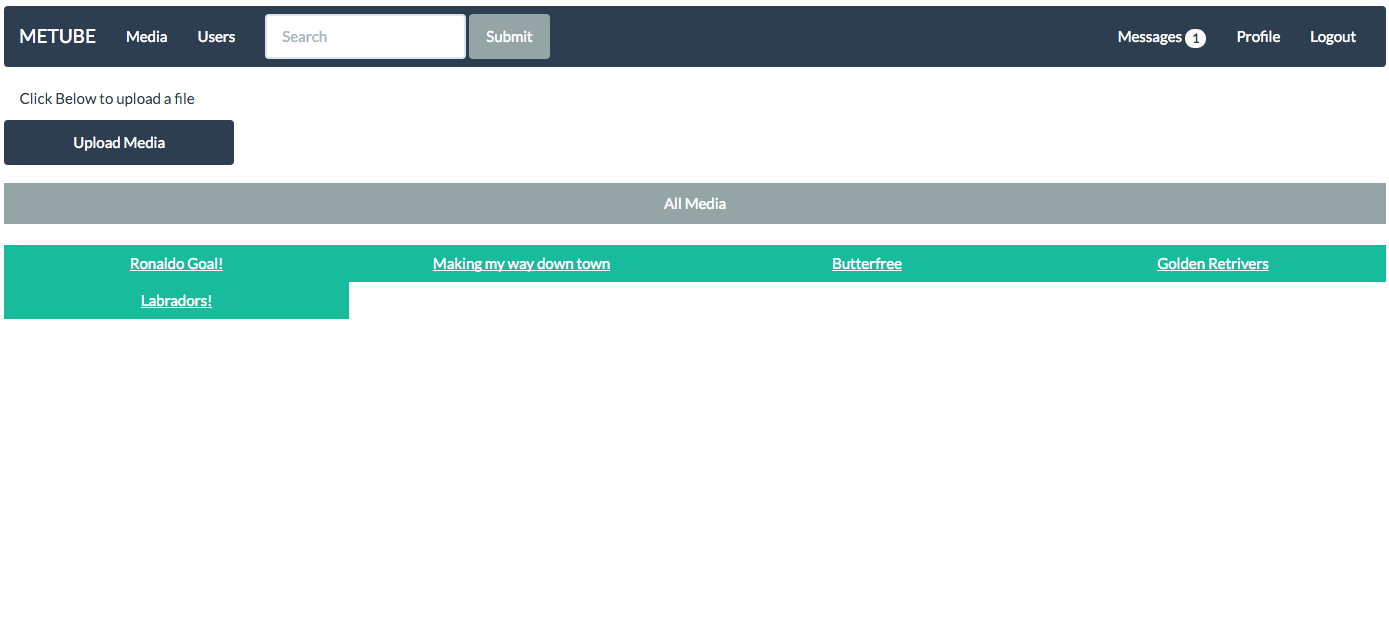 METUBE Media Users Search Submit Messages 1 Profile Logout
Click Below to upload a file
Upload Media
All Media
Ronaldo Goal! Making my way down town Butterfree Golden Retrivers
Labradors!